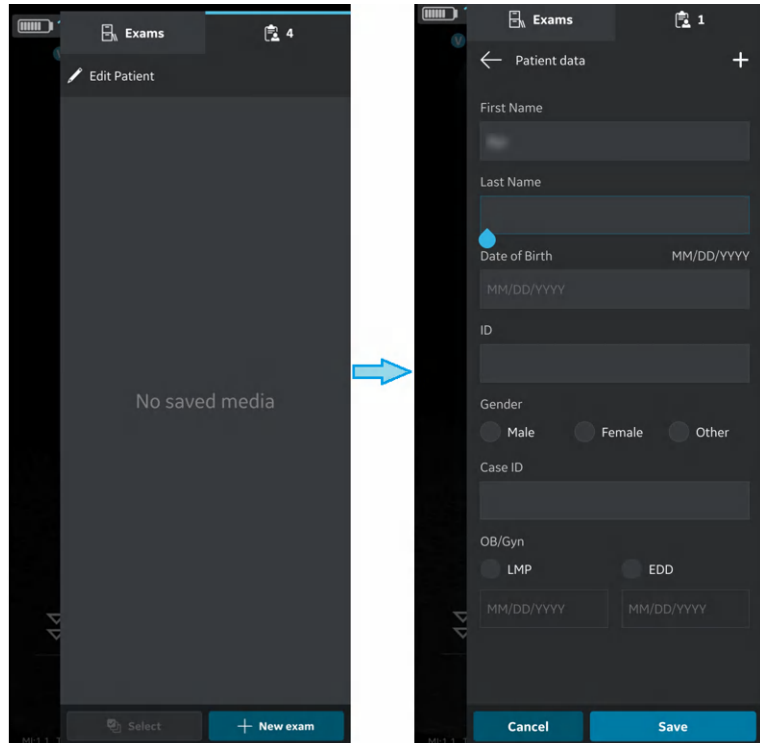 Exams
4
Edit Patient
No saved media
Select
New exam
Exams
1
Patient data
First Name
Last Name
Date of Birth MM/DD/YYYY
MM/DD/YYYY
ID
Gender
Male Female Other
Case ID
OB/Gyn
LMP EDD
MM/DD/YYYY MM/DD/YYYY
Cancel Save